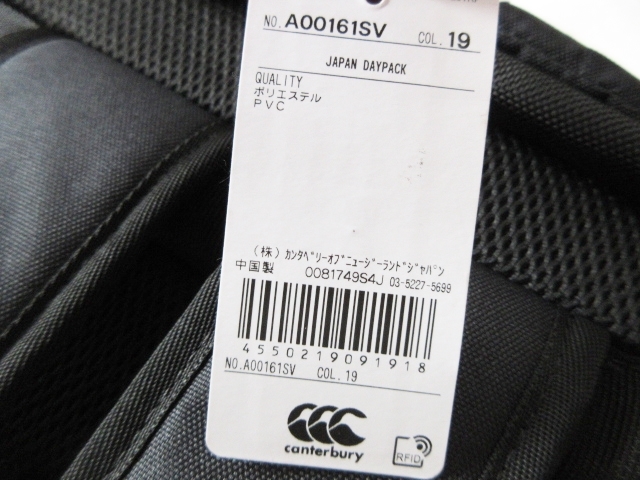 NO. A00161SV COL. 19
JAPAN DAYPACK
QUALITY
ポリエステル
PVC
(株) ｶﾝﾀﾍﾞﾘｰｵﾌﾞﾆｭｰｼﾞｰﾗﾝﾄﾞｼﾞｬﾊﾟﾝ
中国製 0081749S4J 03-5227-5699
4550219091918
NO. A00161SV COL. 19
canterbury
RFID